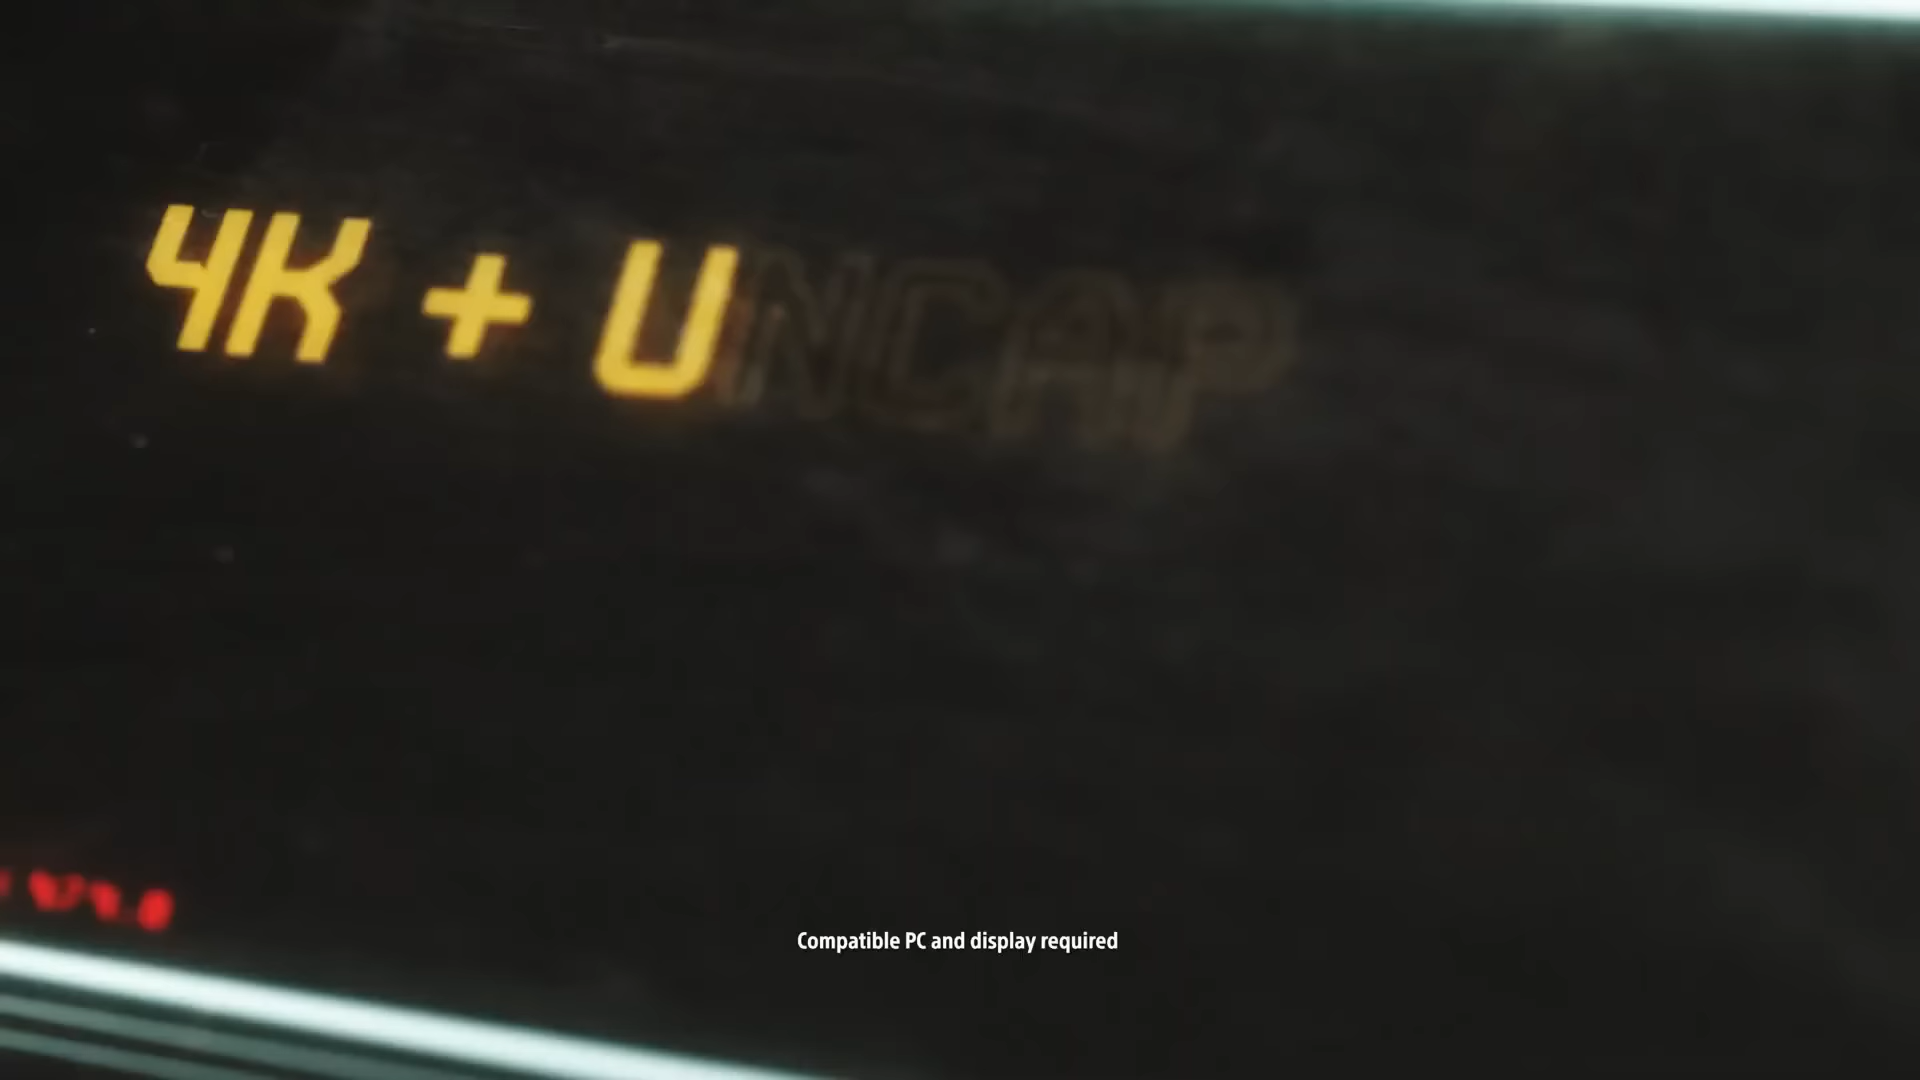 4K + UNCAP
Compatible PC and display required